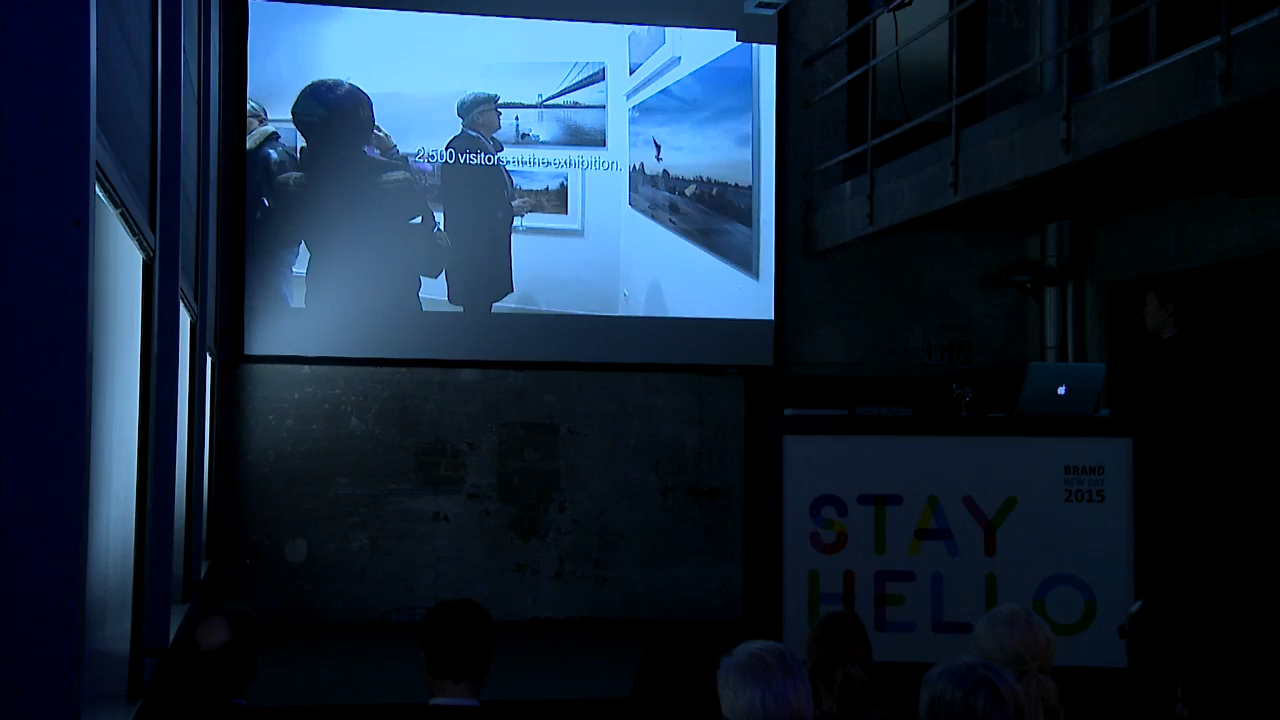 2.500 visitors at the exhibition.
BRAND
NEW DAY
2015
STAY
HELLO